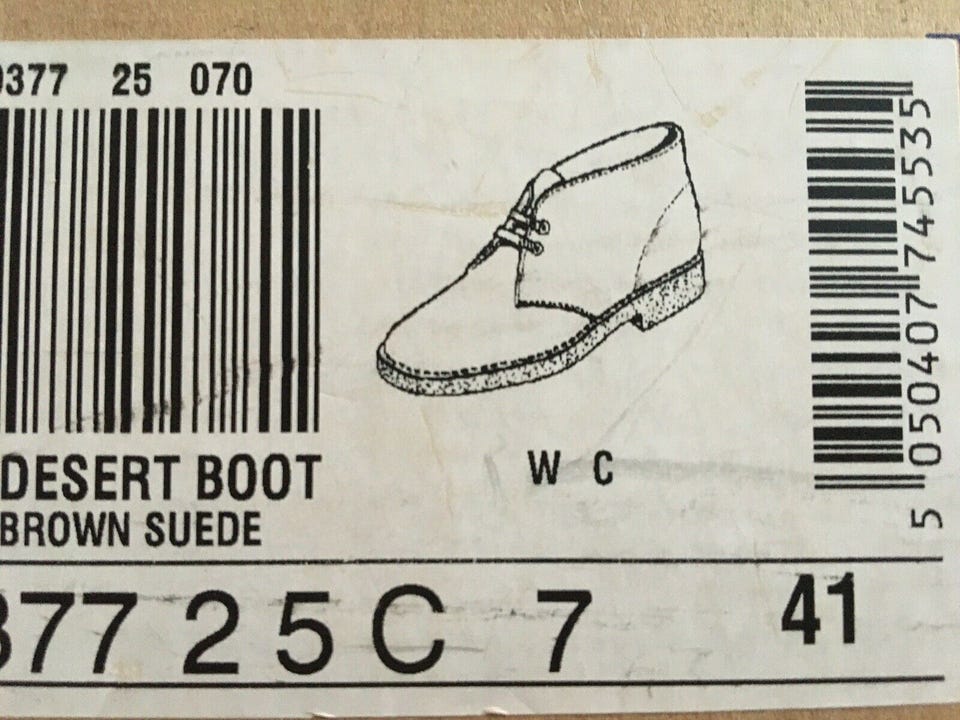 0377 25 070
DESERT BOOT
BROWN SUEDE
W C
5 050407 745535
377 25 C 7 41